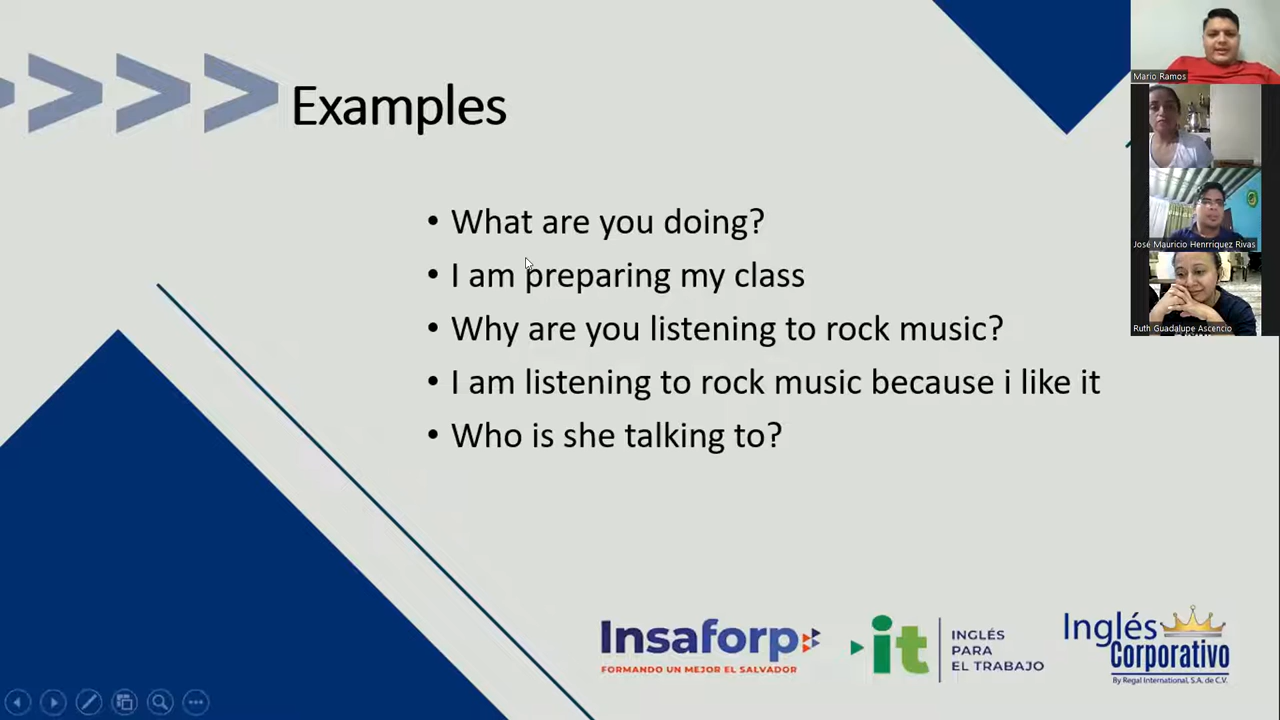 Examples
• What are you doing?
• I am preparing my class
• Why are you listening to rock music?
• I am listening to rock music because i like it
• Who is she talking to?
Mario Ramos
José Mauricio Henrriquez Rivas
Ruth Guadalupe Ascencio
Insaforp
FORMANDO UN MEJOR EL SALVADOR
it
INGLÉS
PARA
EL TRABAJO
Inglés
Corporativo
By Regal International, S.A. de C.V.